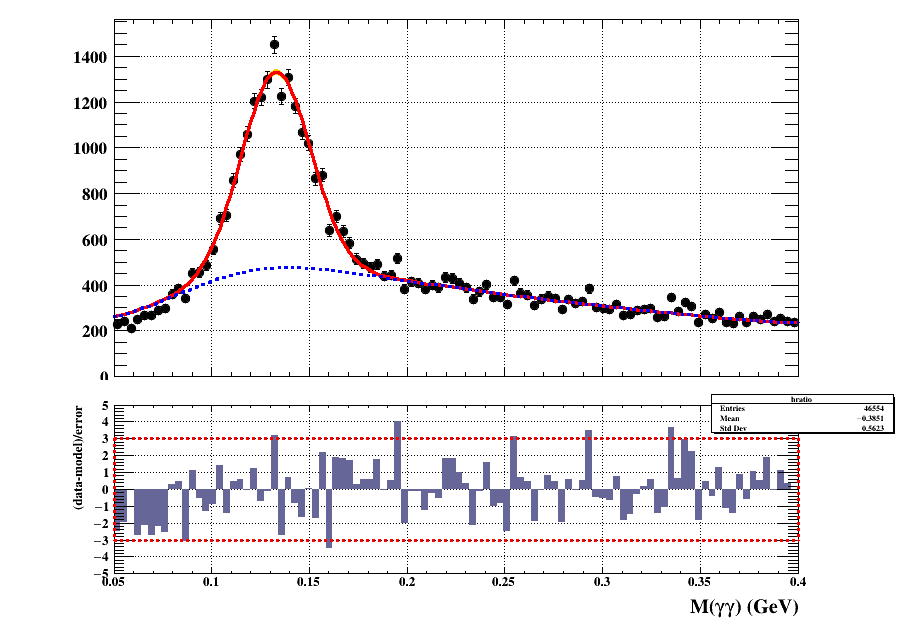 1400
1200
1000
800
600
400
200
0
hratio
Entries 46554
Mean −0.3851
Std Dev 0.5623
(data-model)/error
5
4
3
2
1
0
−1
−2
−3
−4
−5
0.05 0.1 0.15 0.2 0.25 0.3 0.35 0.4
M(γγ) (GeV)